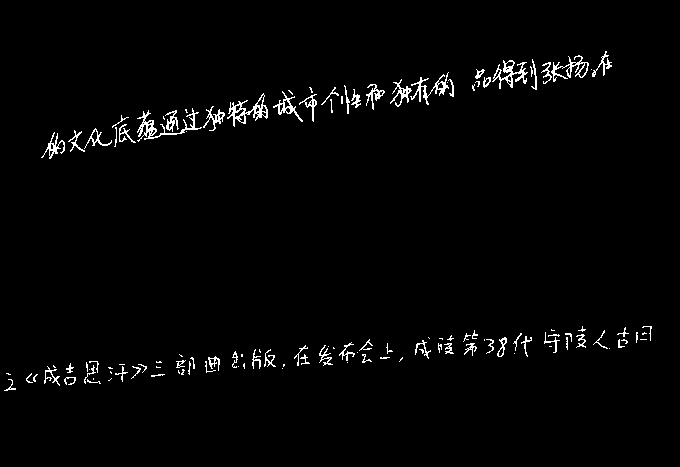 的文化底蕴通过独特的城市个性和独有的 品得到张扬。在
《成吉思汗》三部曲出版,在发布会上,成陵第38代守陵人古日